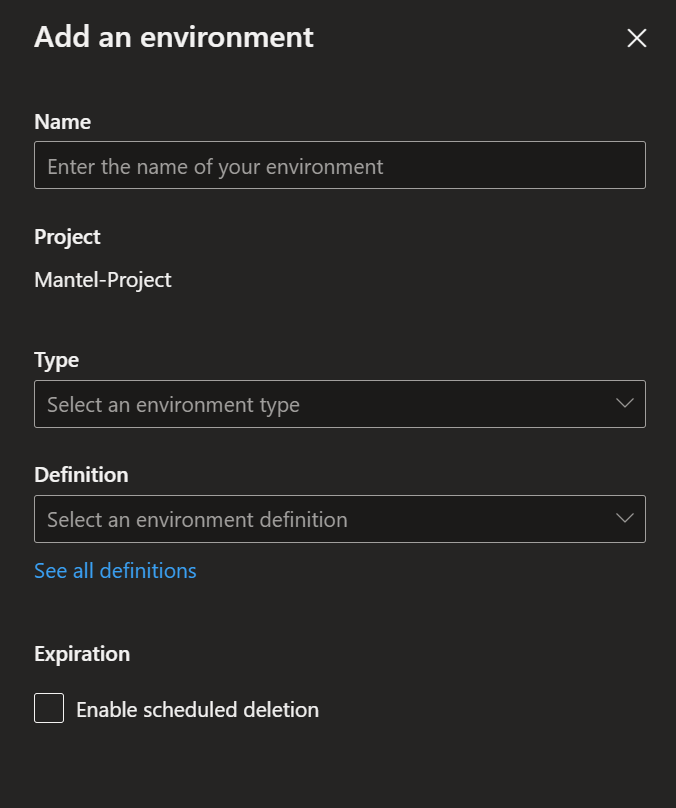 Add an environment
Name
Enter the name of your environment
Project
Mantel-Project
Type
Select an environment type
Definition
Select an environment definition
See all definitions
Expiration
Enable scheduled deletion